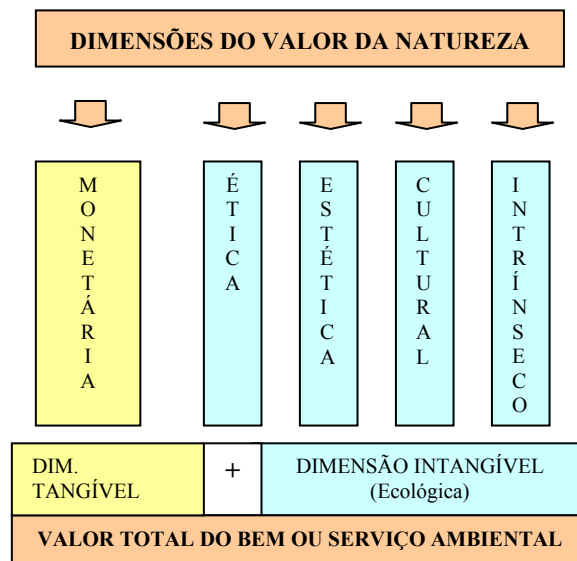 DIMENSÕES DO VALOR DA NATUREZA
MONETÁRIA
ÉTICA
ESTÉTICA
CULTURAL
INTRÍNSECO
DIM.
TANGÍVEL
+
DIMENSÃO INTANGÍVEL
(Ecológica)
VALOR TOTAL DO BEM OU SERVIÇO AMBIENTAL